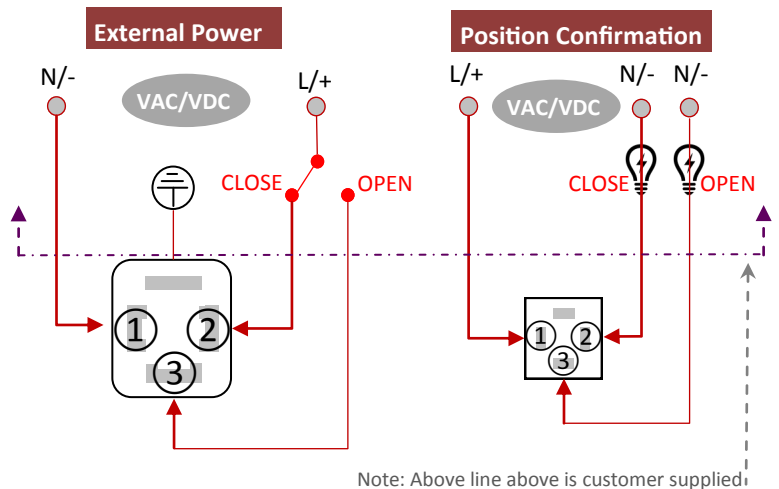 External Power
Position Confirmation
N/-
L/+
L/+
N/-
N/-
VAC/VDC
VAC/VDC
CLOSE
OPEN
CLOSE
OPEN
1
2
3
1
2
3
Note: Above line above is customer supplied